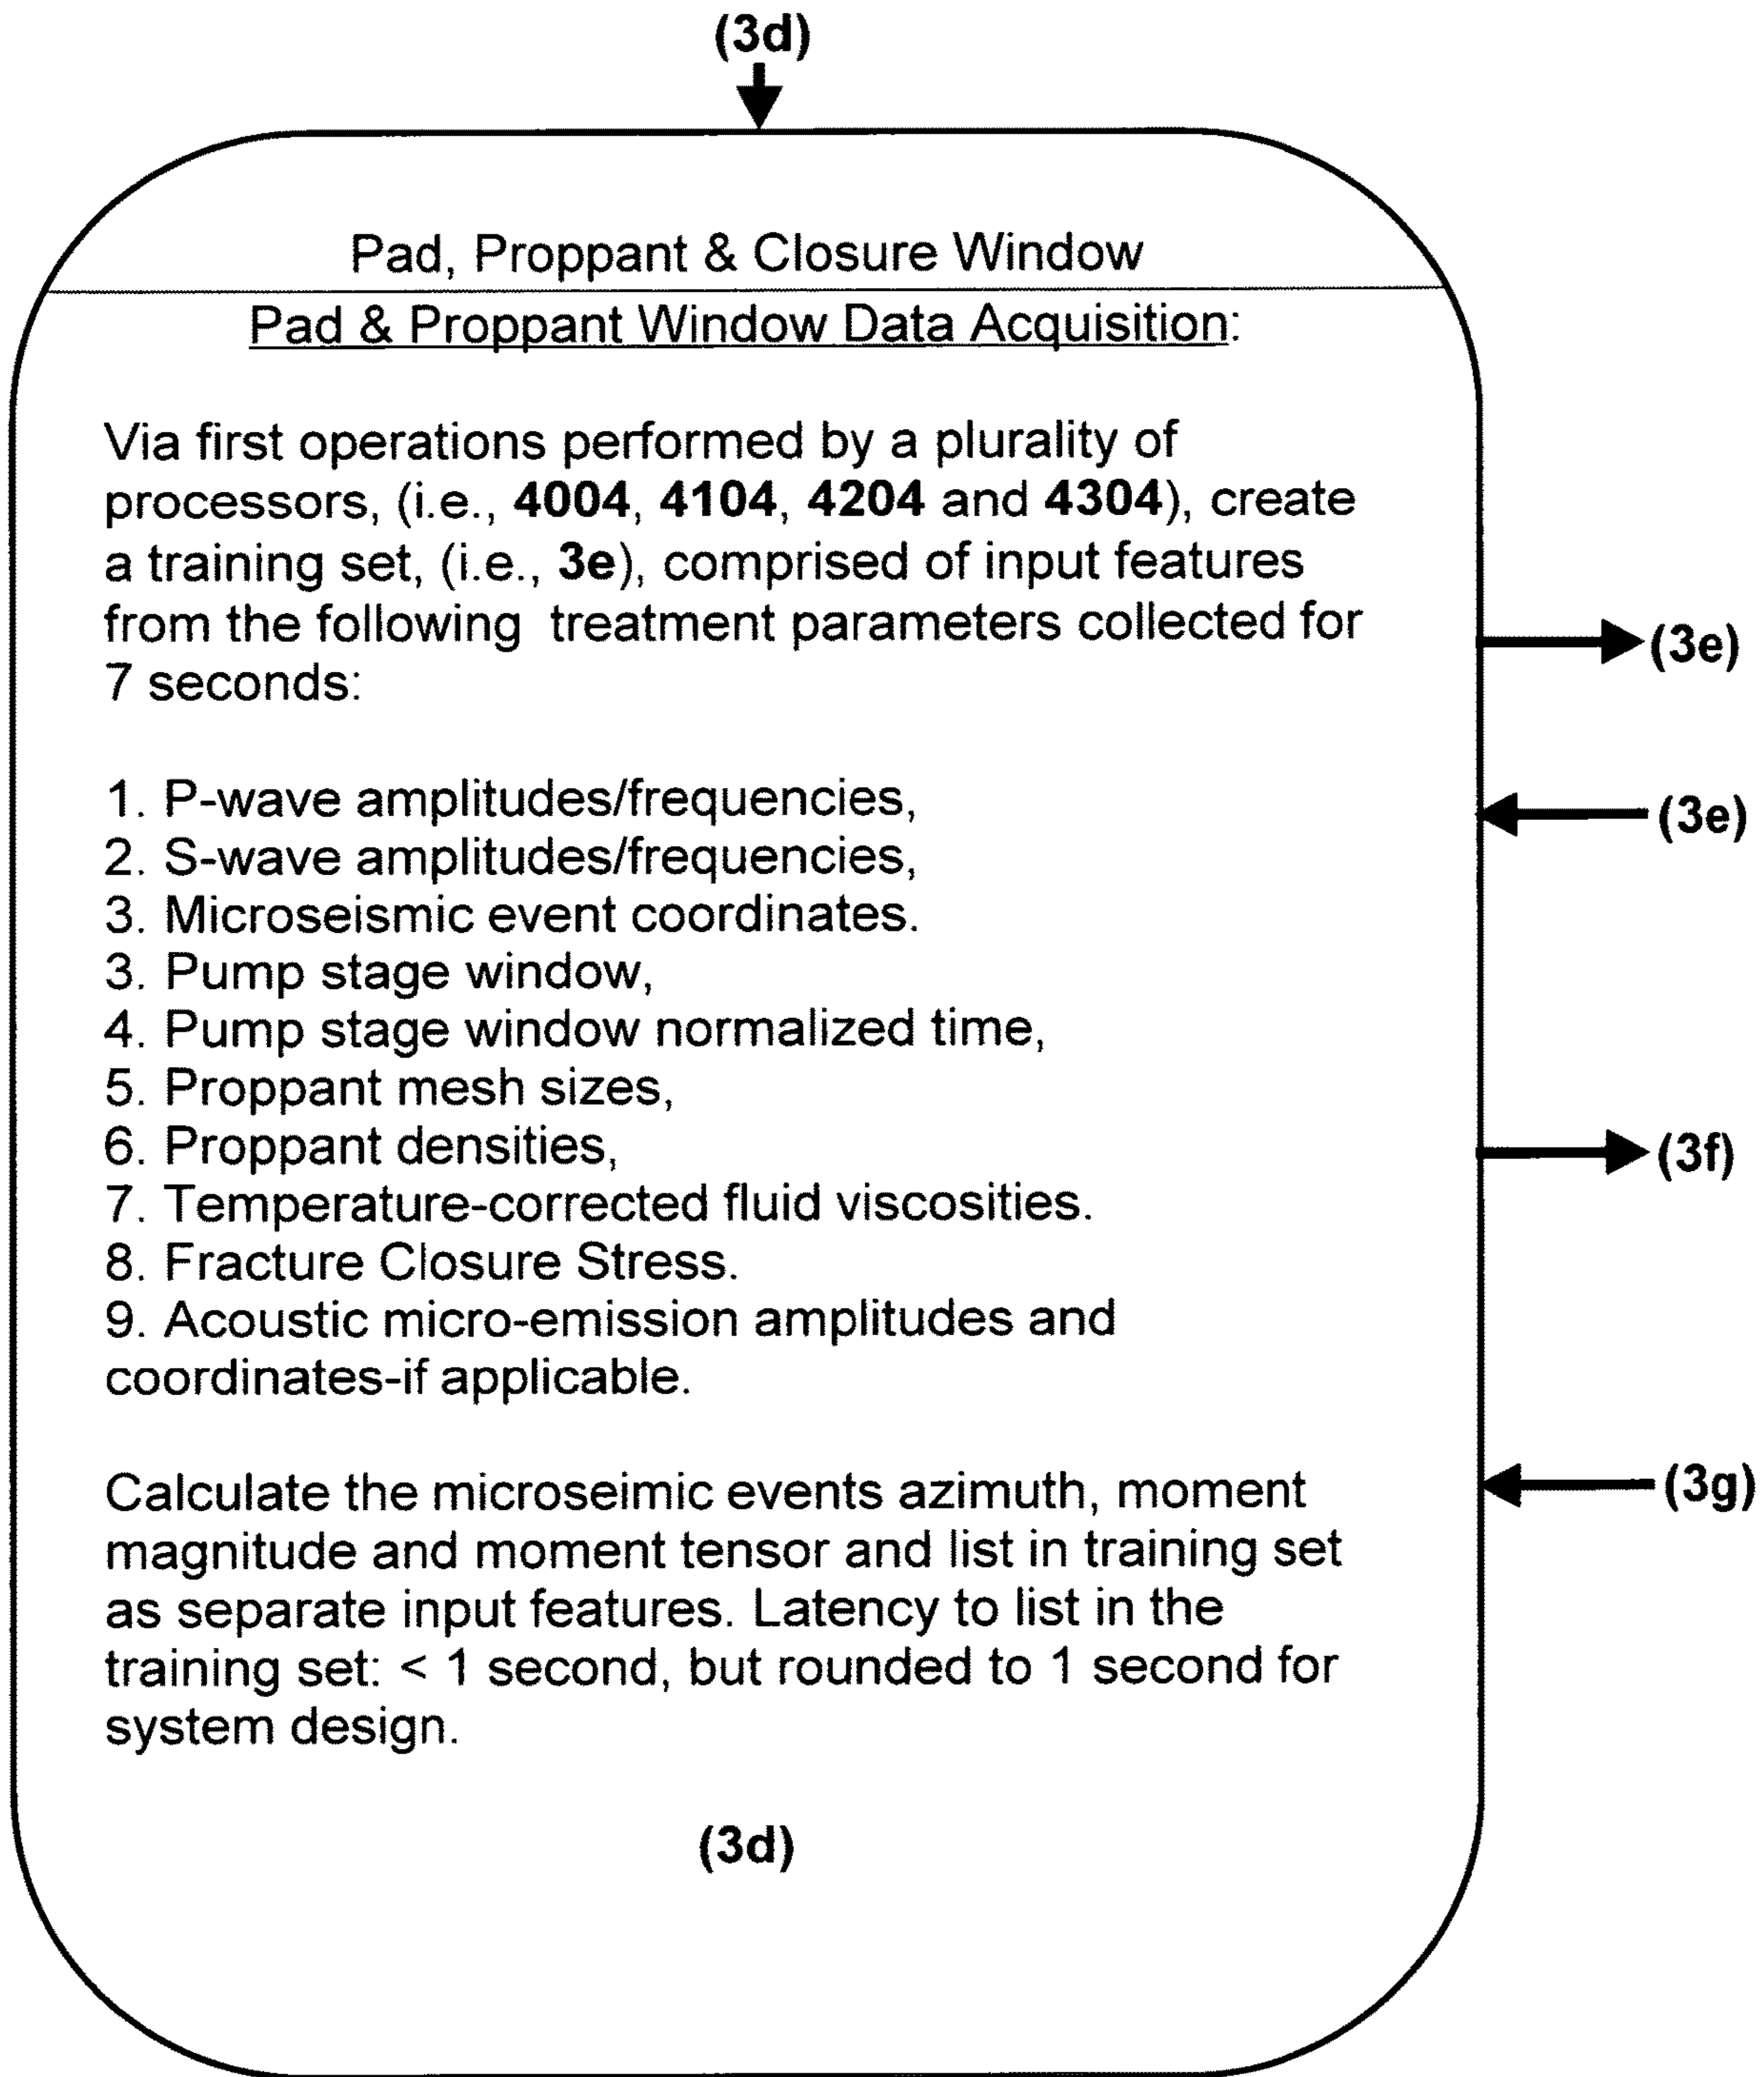 (3d)
Pad, Proppant & Closure Window
Pad & Proppant Window Data Acquisition:
Via first operations performed by a plurality of
processors, (i.e., 4004, 4104, 4204 and 4304), create
a training set, (i.e., 3e), comprised of input features
from the following treatment parameters collected for
7 seconds:
(3e)
1. P-wave amplitudes/frequencies,
(3e)
2. S-wave amplitudes/frequencies,
3. Microseismic event coordinates.
3. Pump stage window,
4. Pump stage window normalized time,
5. Proppant mesh sizes,
6. Proppant densities,
(3f)
7. Temperature-corrected fluid viscosities.
8. Fracture Closure Stress.
9. Acoustic micro-emission amplitudes and
coordinates-if applicable.
Calculate the microseimic events azimuth, moment
(3g)
magnitude and moment tensor and list in training set
as separate input features. Latency to list in the
training set: < 1 second, but rounded to 1 second for
system design.
(3d)